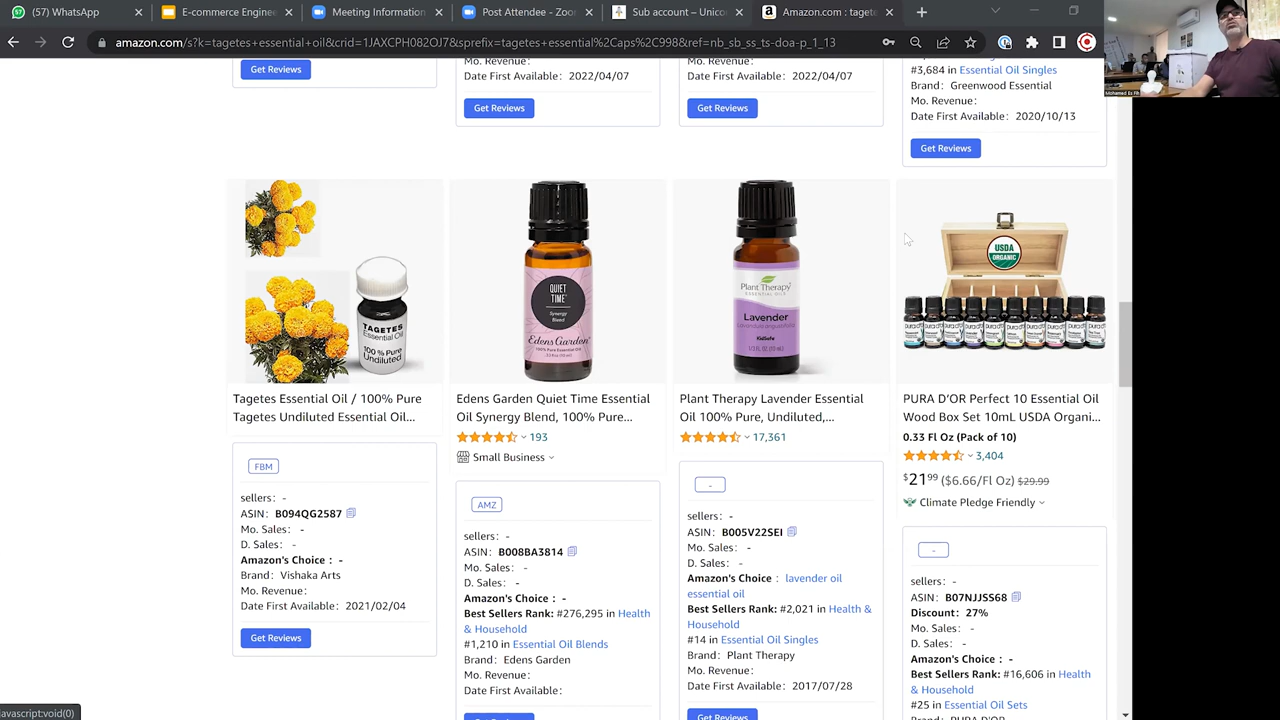 (57) WhatsApp
E-commerce Engine
Meeting Information
Post Attendee - Zoo
Sub account – Unic
Amazon.com : taget
amazon.com/s?k=tagetes+essential+oil&crid=1JAXCPH082OJ7&sprefix=tagetes+essential%2Caps%2C998&ref=nb_sb_ss_ts-doa-p_1_13
Mohamed Es Fih
Get Reviews
Mo. Revenue:
Date First Available: 2022/04/07
Get Reviews
Mo. Revenue:
Date First Available: 2022/04/07
Get Reviews
#3,684 in Essential Oil Singles
Brand: Greenwood Essential
Mo. Revenue:
Date First Available: 2020/10/13
Get Reviews
TAGETES
Essential Oil
100% Pure
Undiluted
Tagetes Essential Oil / 100% Pure
Tagetes Undiluted Essential Oil...
FBM
sellers: -
ASIN: B094QG2587
Mo. Sales: -
D. Sales: -
Amazon's Choice : -
Brand: Vishaka Arts
Mo. Revenue:
Date First Available: 2021/02/04
Get Reviews
QUIET
TIME
Synergy
Blend
Edens Garden
100% Pure Essential Oil
Edens Garden Quiet Time Essential
Oil Synergy Blend, 100% Pure...
193
Small Business
AMZ
sellers: -
ASIN: B008BA3814
Mo. Sales: -
D. Sales: -
Amazon's Choice : -
Best Sellers Rank: #276,295 in Health
& Household
#1,210 in Essential Oil Blends
Brand: Edens Garden
Mo. Revenue:
Date First Available:
Plant Therapy
ESSENTIAL OILS
Lavender
KidSafe
Plant Therapy Lavender Essential
Oil 100% Pure, Undiluted,...
17,361
-
sellers: -
ASIN: B005V22SEI
Mo. Sales: -
D. Sales: -
Amazon's Choice : lavender oil
essential oil
Best Sellers Rank: #2,021 in Health &
Household
#14 in Essential Oil Singles
Brand: Plant Therapy
Mo. Revenue:
Date First Available: 2017/07/28
Get Reviews
USDA
ORGANIC
PURA D'OR Perfect 10 Essential Oil
Wood Box Set 10mL USDA Organi...
0.33 Fl Oz (Pack of 10)
3,404
$21.99 ($6.66/Fl Oz) $29.99
Climate Pledge Friendly
-
sellers: -
ASIN: B07NJJSS68
Discount: 27%
Mo. Sales: -
D. Sales: -
Amazon's Choice : -
Best Sellers Rank: #16,606 in Health
& Household
#25 in Essential Oil Sets
Brand: PURA D'OR
javascript:void(0)